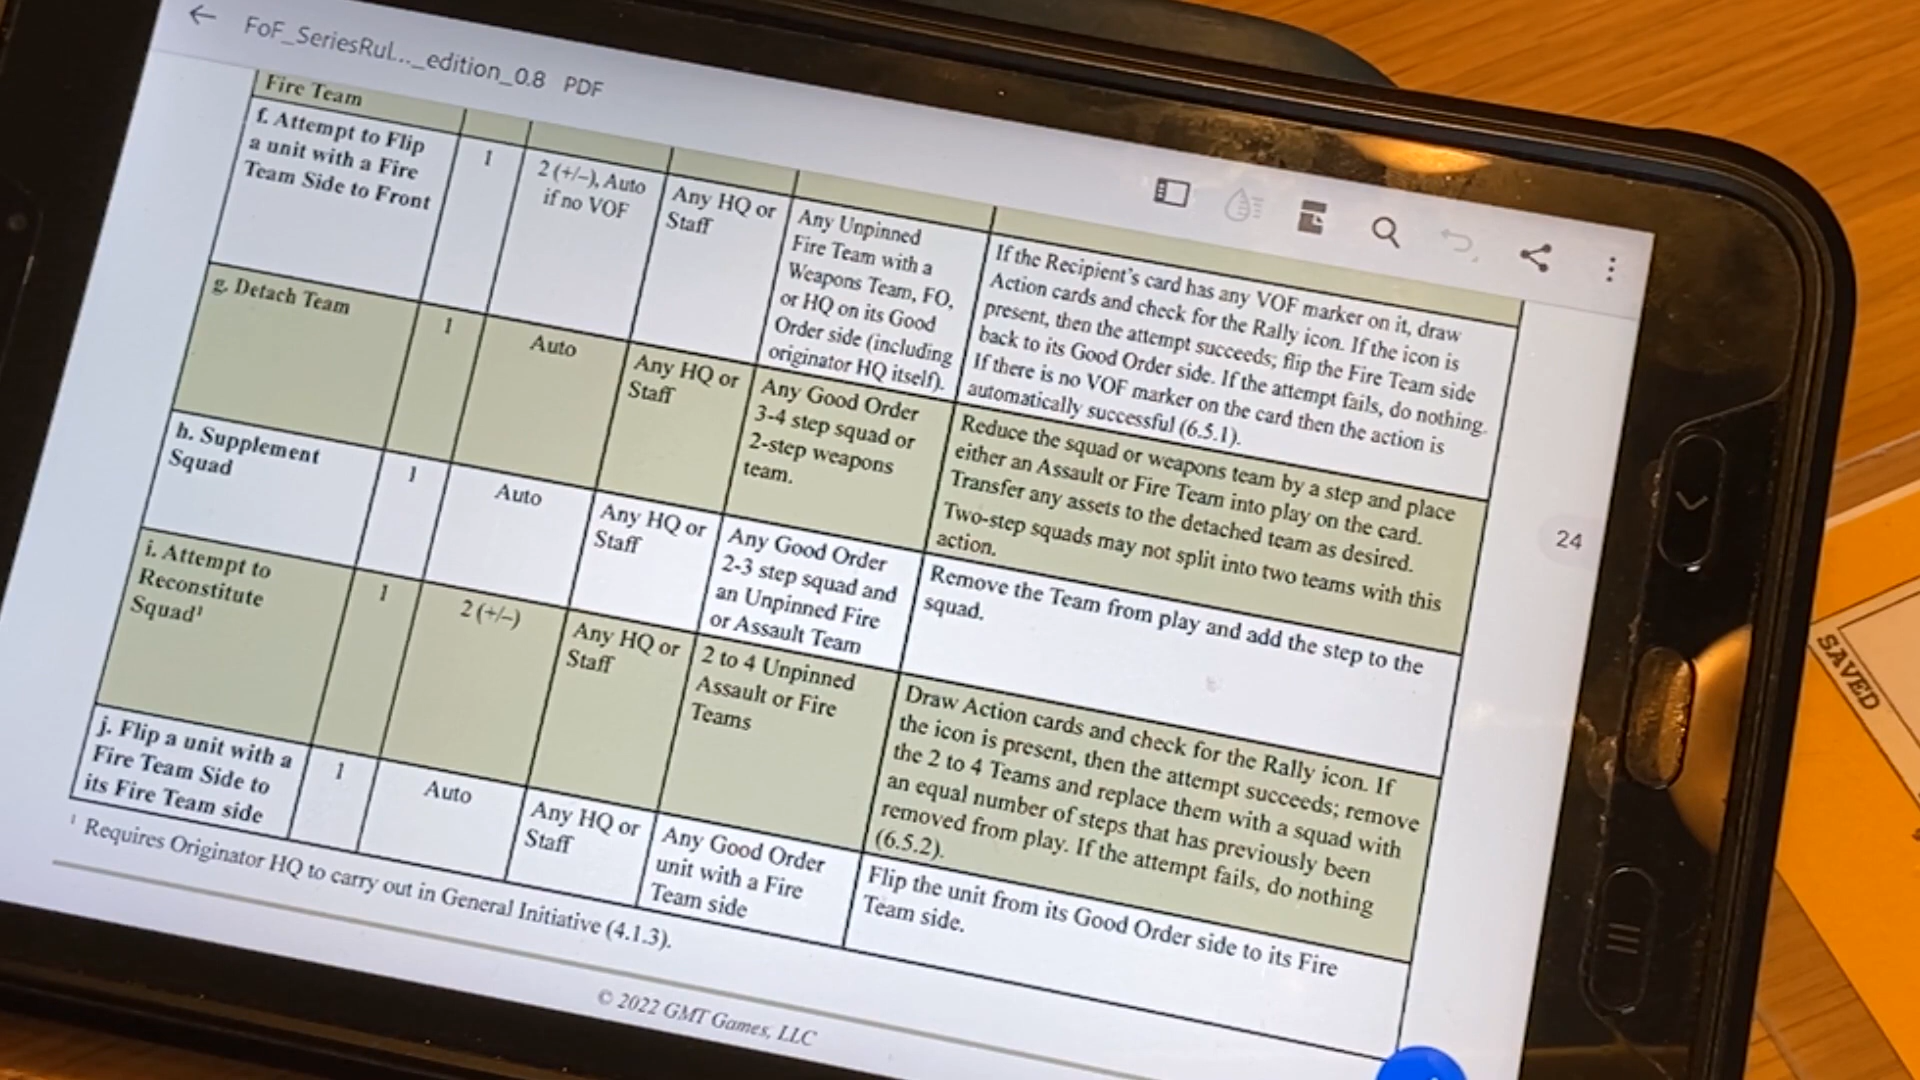 FoF_SeriesRul..._edition_0.8 PDF
Fire Team
f. Attempt to Flip
a unit with a Fire
Team Side to Front
1
2 (+/–), Auto
if no VOF
Any HQ or
Staff
Any Unpinned
Fire Team with a
Weapons Team, FO,
or HQ on its Good
Order side (including
originator HQ itself).
If the Recipient's card has any VOF marker on it, draw
Action cards and check for the Rally icon. If the icon is
present, then the attempt succeeds; flip the Fire Team side
back to its Good Order side. If the attempt fails, do nothing.
If there is no VOF marker on the card then the action is
automatically successful (6.5.1).
g. Detach Team
1
Auto
Any HQ or
Staff
Any Good Order
3-4 step squad or
2-step weapons
team.
Reduce the squad or weapons team by a step and place
either an Assault or Fire Team into play on the card.
Transfer any assets to the detached team as desired.
Two-step squads may not split into two teams with this
action.
h. Supplement
Squad
1
Auto
Any HQ or
Staff
Any Good Order
2-3 step squad and
an Unpinned Fire
or Assault Team
Remove the Team from play and add the step to the
squad.
i. Attempt to
Reconstitute
Squad¹
1
2 (+/–)
Any HQ or
Staff
2 to 4 Unpinned
Assault or Fire
Teams
Draw Action cards and check for the Rally icon. If
the icon is present, then the attempt succeeds; remove
the 2 to 4 Teams and replace them with a squad with
an equal number of steps that has previously been
removed from play. If the attempt fails, do nothing
(6.5.2).
j. Flip a unit with a
Fire Team Side to
its Fire Team side
1
Auto
Any HQ or
Staff
Any Good Order
unit with a Fire
Team side
Flip the unit from its Good Order side to its Fire
Team side.
¹ Requires Originator HQ to carry out in General Initiative (4.1.3).
© 2022 GMT Games, LLC
24
SAVED